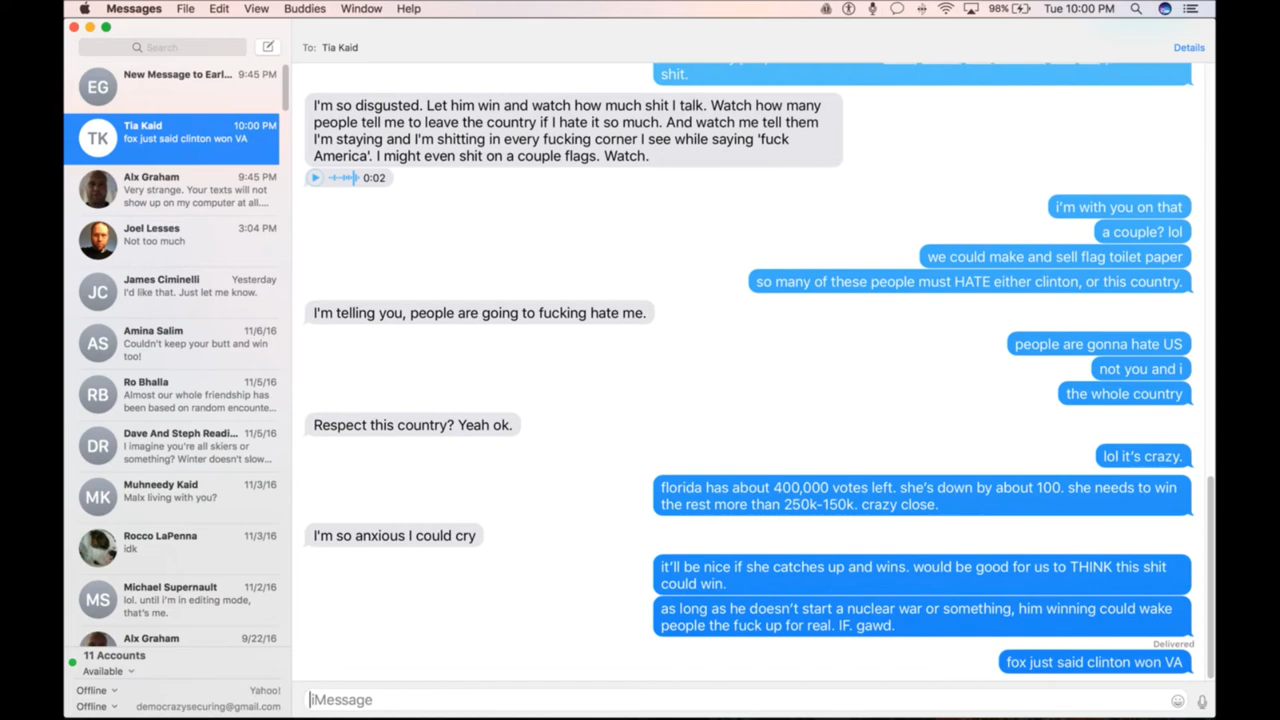 Messages File Edit View Buddies Window Help 98% Tue 10:00 PM
Search
To: Tia Kaid Details
New Message to Earl... 9:45 PM
EG
Tia Kaid 10:00 PM
TK
fox just said clinton won VA
Alx Graham 9:45 PM
Very strange. Your texts will not
show up on my computer at all....
Joel Lesses 3:04 PM
Not too much
James Ciminelli Yesterday
JC
I'd like that. Just let me know.
Amina Salim 11/6/16
AS
Couldn't keep your butt and win
too!
Ro Bhalla 11/5/16
RB
Almost our whole friendship has
been based on random encounte...
Dave And Steph Readi... 11/5/16
DR
I imagine you're all skiers or
something? Winter doesn't slow...
Muhneedy Kaid 11/3/16
MK
Malx living with you?
Rocco LaPenna 11/3/16
idk
Michael Supernault 11/2/16
MS
lol. until i'm in editing mode,
that's me.
Alx Graham 9/22/16
11 Accounts
Available
Offline Yahoo!
Offline democrazysecuring@gmail.com
shit.
I'm so disgusted. Let him win and watch how much shit I talk. Watch how many
people tell me to leave the country if I hate it so much. And watch me tell them
I'm staying and I'm shitting in every fucking corner I see while saying 'fuck
America'. I might even shit on a couple flags. Watch.
0:02
i'm with you on that
a couple? lol
we could make and sell flag toilet paper
so many of these people must HATE either clinton, or this country.
I'm telling you, people are going to fucking hate me.
people are gonna hate US
not you and i
the whole country
Respect this country? Yeah ok.
lol it's crazy.
florida has about 400,000 votes left. she's down by about 100. she needs to win
the rest more than 250k-150k. crazy close.
I'm so anxious I could cry
it'll be nice if she catches up and wins. would be good for us to THINK this shit
could win.
as long as he doesn't start a nuclear war or something, him winning could wake
people the fuck up for real. IF. gawd.
Delivered
fox just said clinton won VA
iMessage